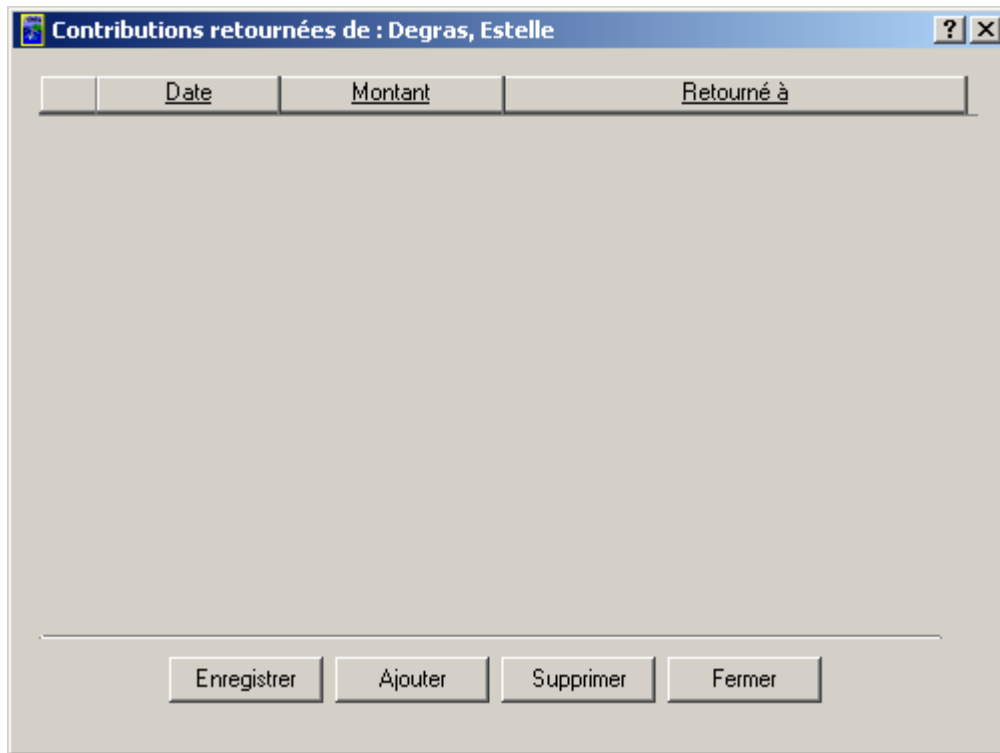 Contributions retournées de : Degras, Estelle
Date Montant Retourné à
Enregistrer Ajouter Supprimer Fermer